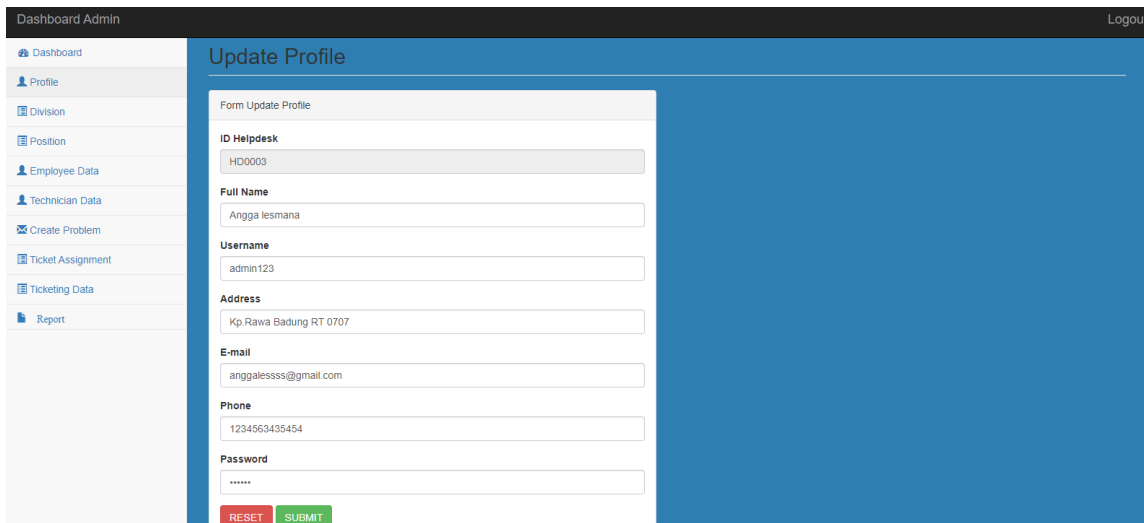 Dashboard Admin
Logou
Dashboard
Profile
Division
Position
Employee Data
Technician Data
Create Problem
Ticket Assignment
Ticketing Data
Report
Update Profile
Form Update Profile
ID Helpdesk
HD0003
Full Name
Angga lesmana
Username
admin123
Address
Kp.Rawa Badung RT 0707
E-mail
anggalessss@gmail.com
Phone
1234563435454
Password
••••••
RESET SUBMIT